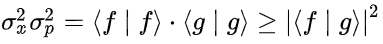 σ_x^2 σ_p^2 = ⟨f ∣ f⟩ · ⟨g ∣ g⟩ ≥ |⟨f ∣ g⟩|^2